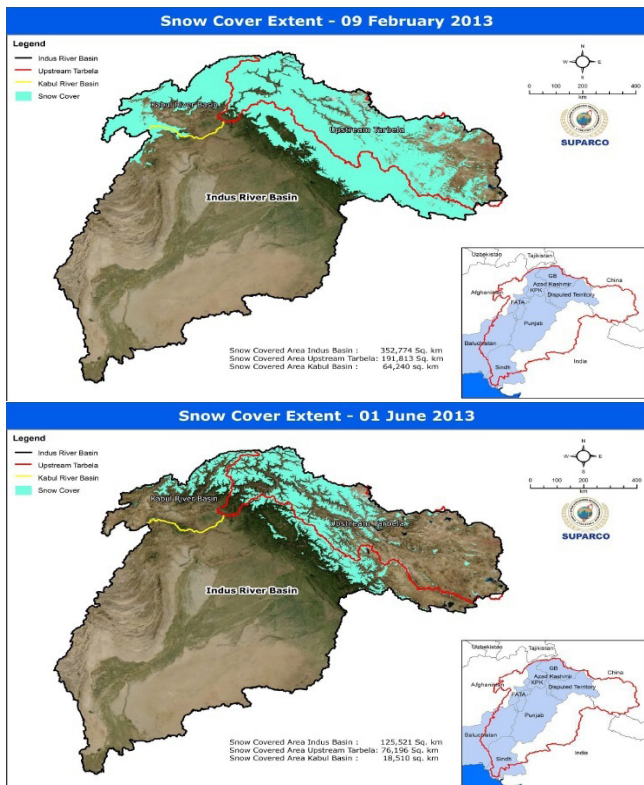 Snow Cover Extent - 09 February 2013
Legend
Indus River Basin
Upstream Tarbela
Kabul River Basin
Snow Cover
N
W E
S
0 50 100 200 300 400
km
SUPARCO
Kabul River Basin
Upstream Tarbela
Indus River Basin
Uzbekistan
Tajikistan
China
GB
Afghanistan
Azad Kashmir
KPK
Disputed Territory
FATA
Punjab
Baluchistan
India
Sindh
Snow Covered Area Indus Basin : 352,774 Sq. km
Snow Covered Area Upstream Tarbela: 191,813 Sq. km
Snow Covered Area Kabul Basin : 64,240 sq. km
Snow Cover Extent - 01 June 2013
Legend
Indus River Basin
Upstream Tarbela
Kabul River Basin
Snow Cover
N
W E
S
0 50 100 200 300 400
km
SUPARCO
Kabul River Basin
Upstream Tarbela
Indus River Basin
Uzbekistan
Tajikistan
China
GB
Afghanistan
Azad Kashmir
KPK
Disputed Territory
FATA
Punjab
Baluchistan
India
Sindh
Snow Covered Area Indus Basin : 125,521 Sq. km
Snow Covered Area Upstream Tarbela: 76,196 Sq. km
Snow Covered Area Kabul Basin : 18,510 sq. km